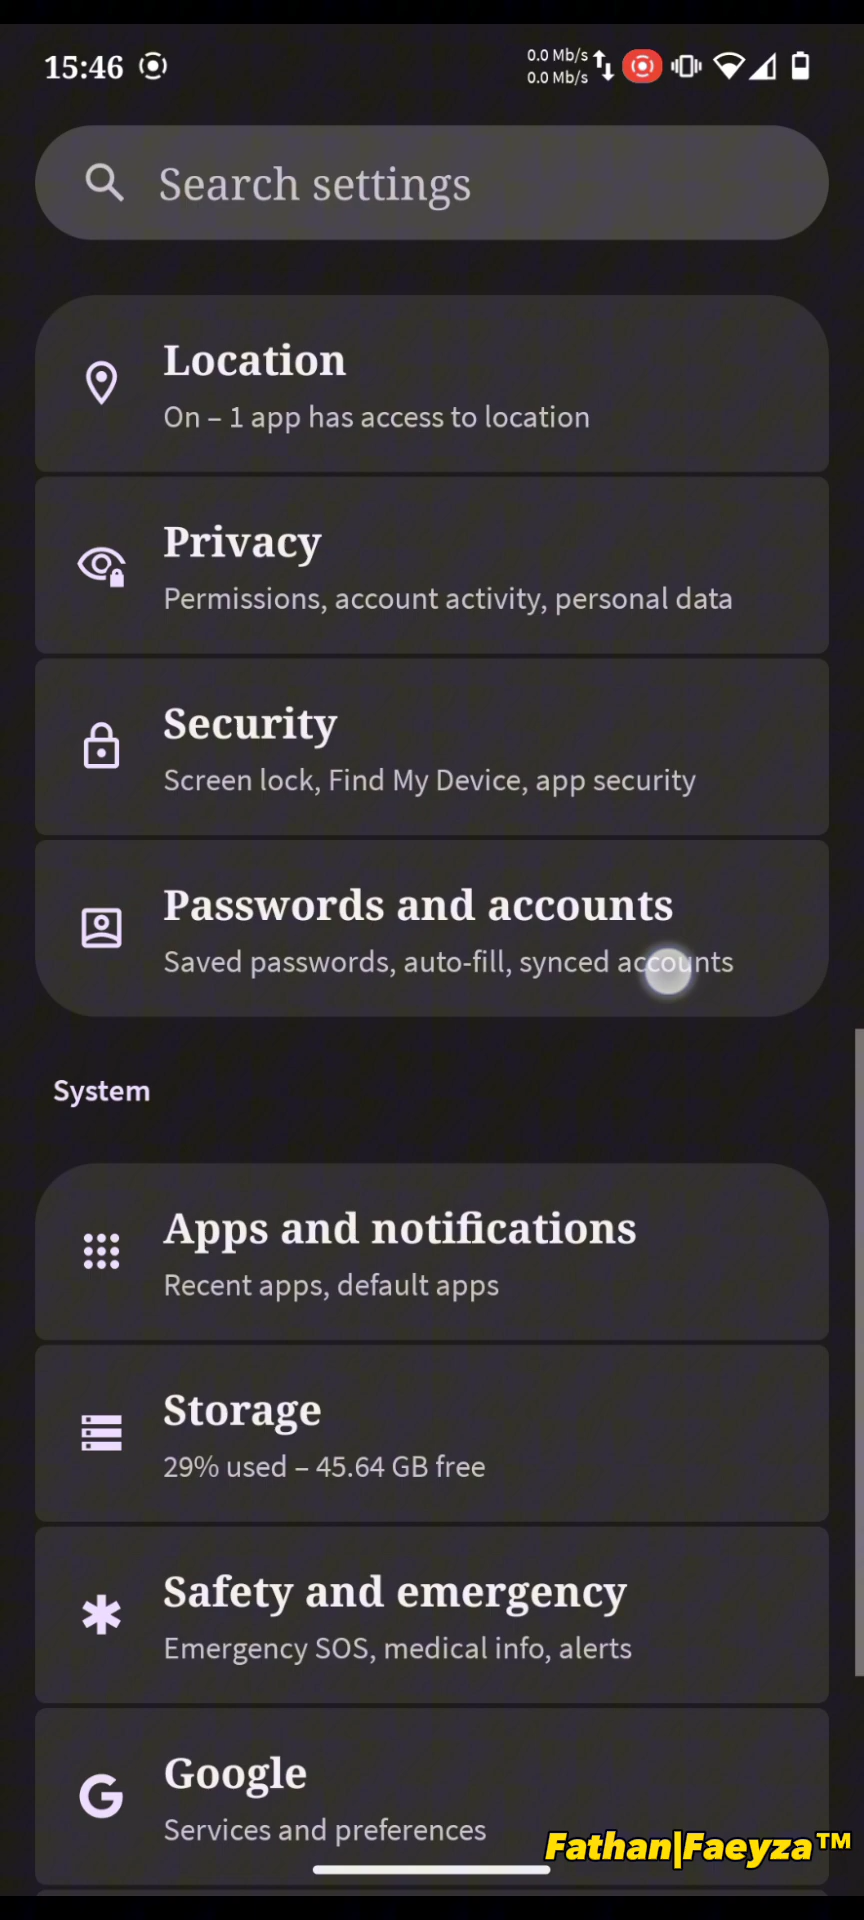 15:46
0.0 Mb/s
0.0 Mb/s
Search settings
Location
On – 1 app has access to location
Privacy
Permissions, account activity, personal data
Security
Screen lock, Find My Device, app security
Passwords and accounts
Saved passwords, auto-fill, synced accounts
System
Apps and notifications
Recent apps, default apps
Storage
29% used – 45.64 GB free
Safety and emergency
Emergency SOS, medical info, alerts
Google
Services and preferences
Fathan|Faeyza™